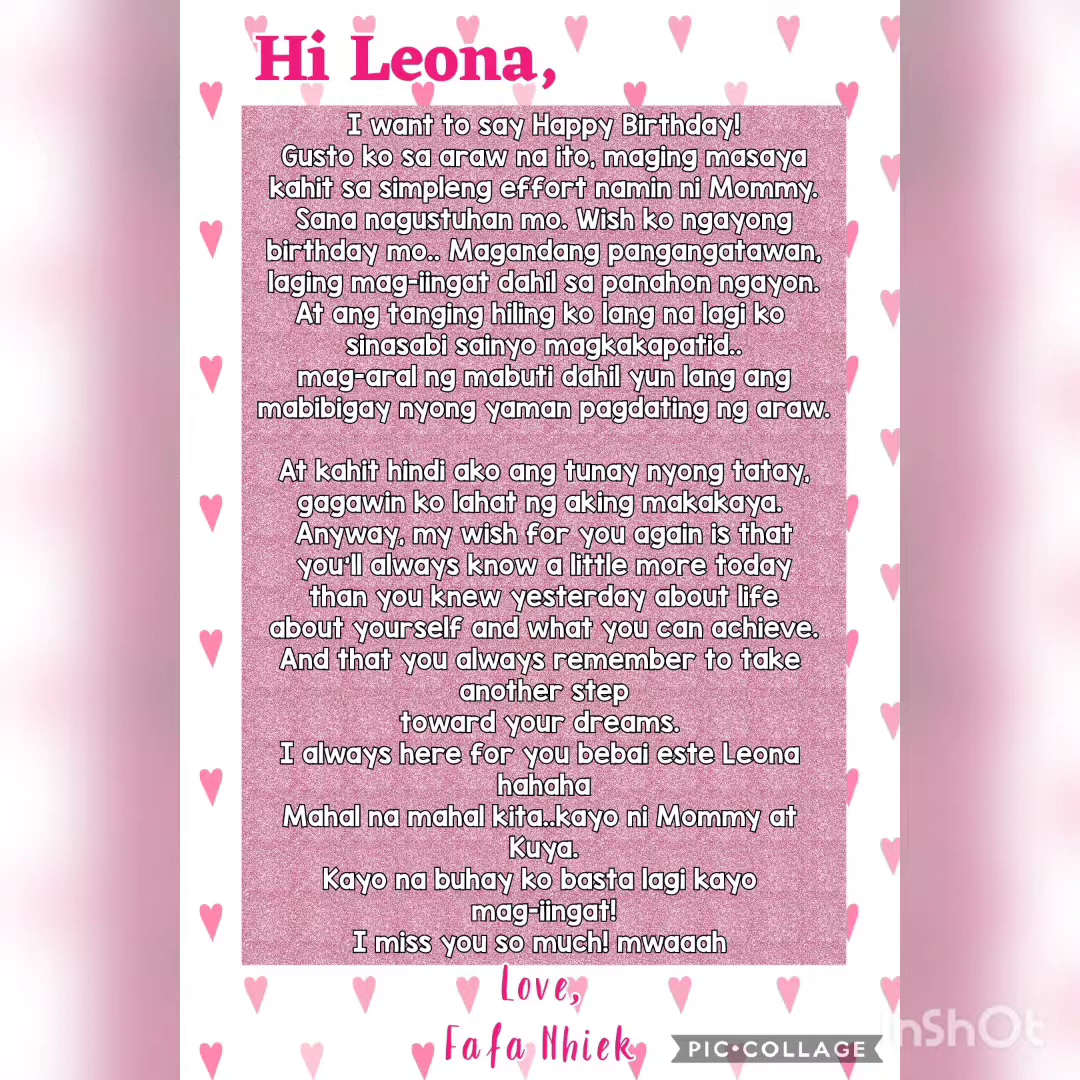 Hi Leona,
I want to say Happy Birthday!
Gusto ko sa araw na ito, maging masaya
kahit sa simpleng effort namin ni Mommy.
Sana nagustuhan mo. Wish ko ngayong
birthday mo.. Magandang pangangatawan,
laging mag-iingat dahil sa panahon ngayon.
At ang tanging hiling ko lang na lagi ko
sinasabi sainyo magkakapatid..
mag-aral ng mabuti dahil yun lang ang
mabibigay nyong yaman pagdating ng araw.
At kahit hindi ako ang tunay nyong tatay,
gagawin ko lahat ng aking makakaya.
Anyway, my wish for you again is that
you'll always know a little more today
than you knew yesterday about life
about yourself and what you can achieve.
And that you always remember to take
another step
toward your dreams.
I always here for you bebai este Leona
hahaha
Mahal na mahal kita..kayo ni Mommy at
Kuya.
Kayo na buhay ko basta lagi kayo
mag-iingat!
I miss you so much! mwaaah
Love,
Fafa Nhiek
PIC•COLLAGE
InShOt